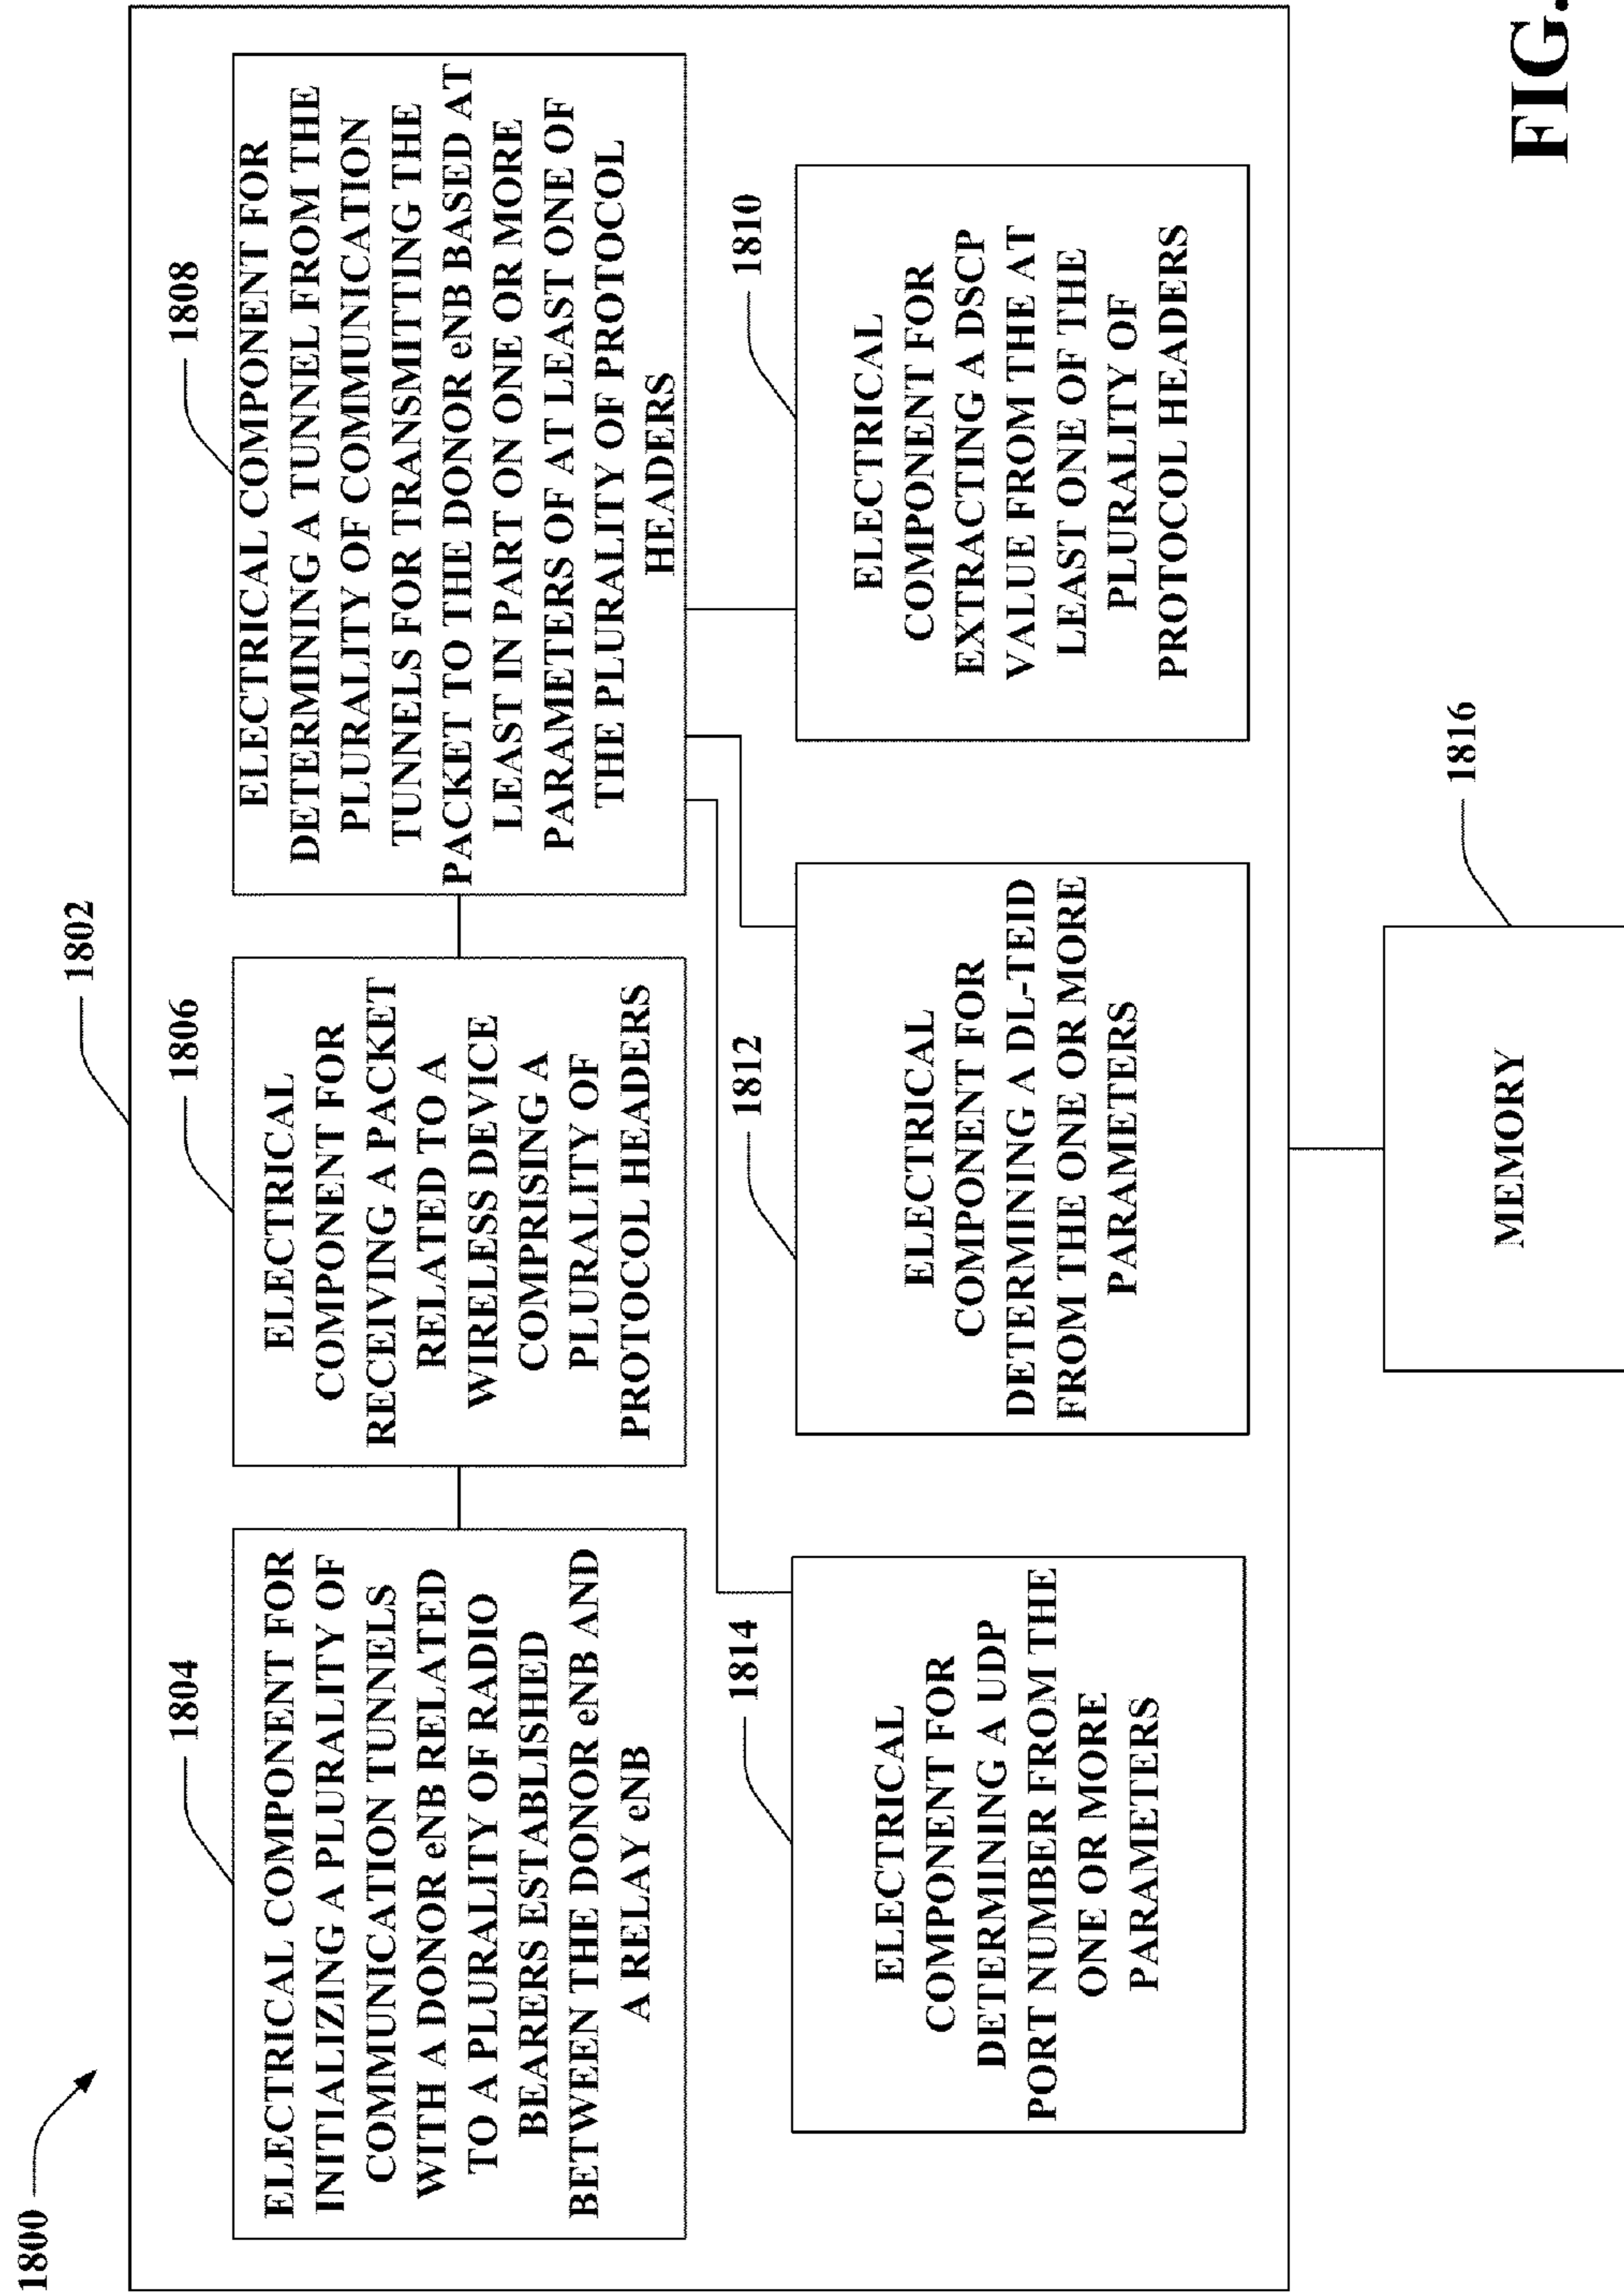 1800
1802
1804
ELECTRICAL COMPONENT FOR
INITIALIZING A PLURALITY OF
COMMUNICATION TUNNELS
WITH A DONOR eNB RELATED
TO A PLURALITY OF RADIO
BEARERS ESTABLISHED
BETWEEN THE DONOR eNB AND
A RELAY eNB
1806
ELECTRICAL
COMPONENT FOR
RECEIVING A PACKET
RELATED TO A
WIRELESS DEVICE
COMPRISING A
PLURALITY OF
PROTOCOL HEADERS
1808
ELECTRICAL COMPONENT FOR
DETERMINING A TUNNEL FROM THE
PLURALITY OF COMMUNICATION
TUNNELS FOR TRANSMITTING THE
PACKET TO THE DONOR eNB BASED AT
LEAST IN PART ON ONE OR MORE
PARAMETERS OF AT LEAST ONE OF
THE PLURALITY OF PROTOCOL
HEADERS
1814
ELECTRICAL
COMPONENT FOR
DETERMINING A UDP
PORT NUMBER FROM THE
ONE OR MORE
PARAMETERS
1812
ELECTRICAL
COMPONENT FOR
DETERMINING A DL-TEID
FROM THE ONE OR MORE
PARAMETERS
1810
ELECTRICAL
COMPONENT FOR
EXTRACTING A DSCP
VALUE FROM THE AT
LEAST ONE OF THE
PLURALITY OF
PROTOCOL HEADERS
1816
MEMORY
FIG.